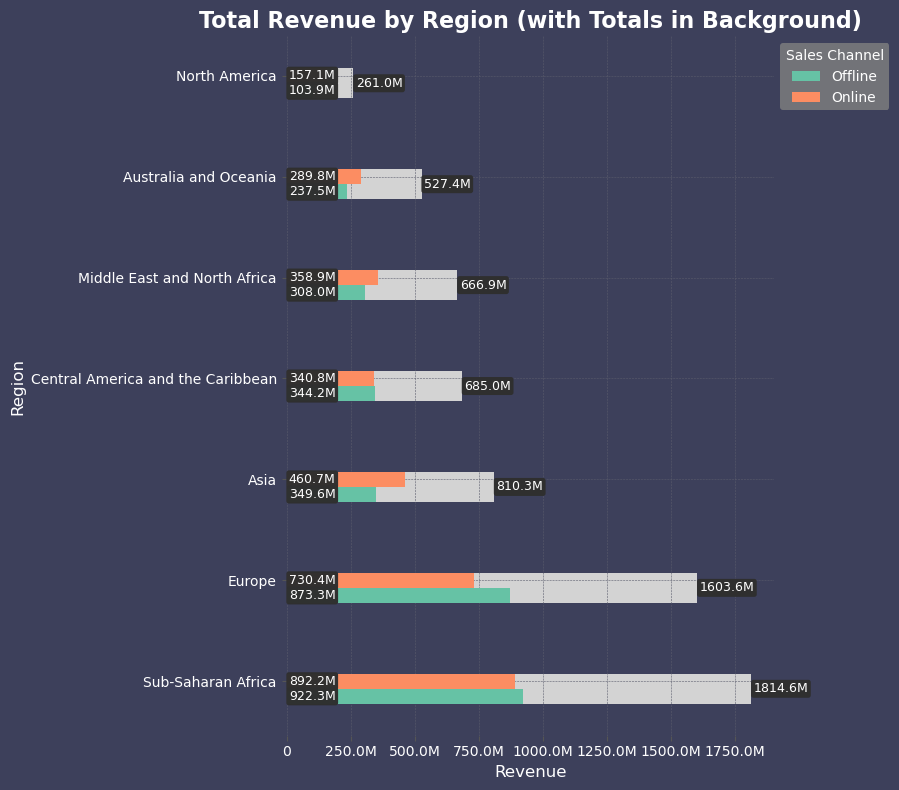 Total Revenue by Region (with Totals in Background)
Sales Channel
Offline
Online
North America
157.1M
103.9M
261.0M
Australia and Oceania
289.8M
237.5M
527.4M
Middle East and North Africa
358.9M
308.0M
666.9M
Central America and the Caribbean
340.8M
344.2M
685.0M
Asia
460.7M
349.6M
810.3M
Europe
730.4M
873.3M
1603.6M
Sub-Saharan Africa
892.2M
922.3M
1814.6M
Region
0 250.0M 500.0M 750.0M 1000.0M 1250.0M 1500.0M 1750.0M
Revenue